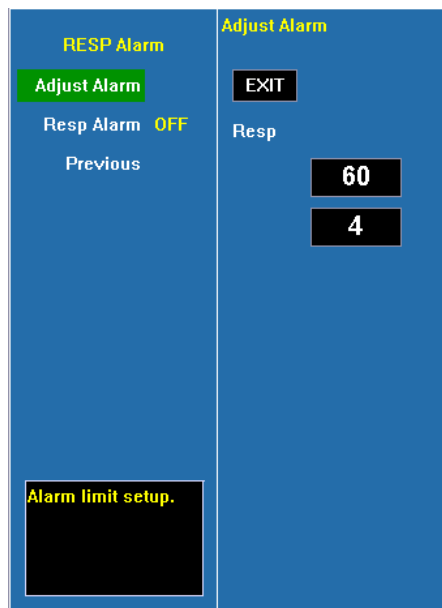 RESP Alarm
Adjust Alarm
Resp Alarm OFF
Previous
Alarm limit setup.
Adjust Alarm
EXIT
Resp
60
4